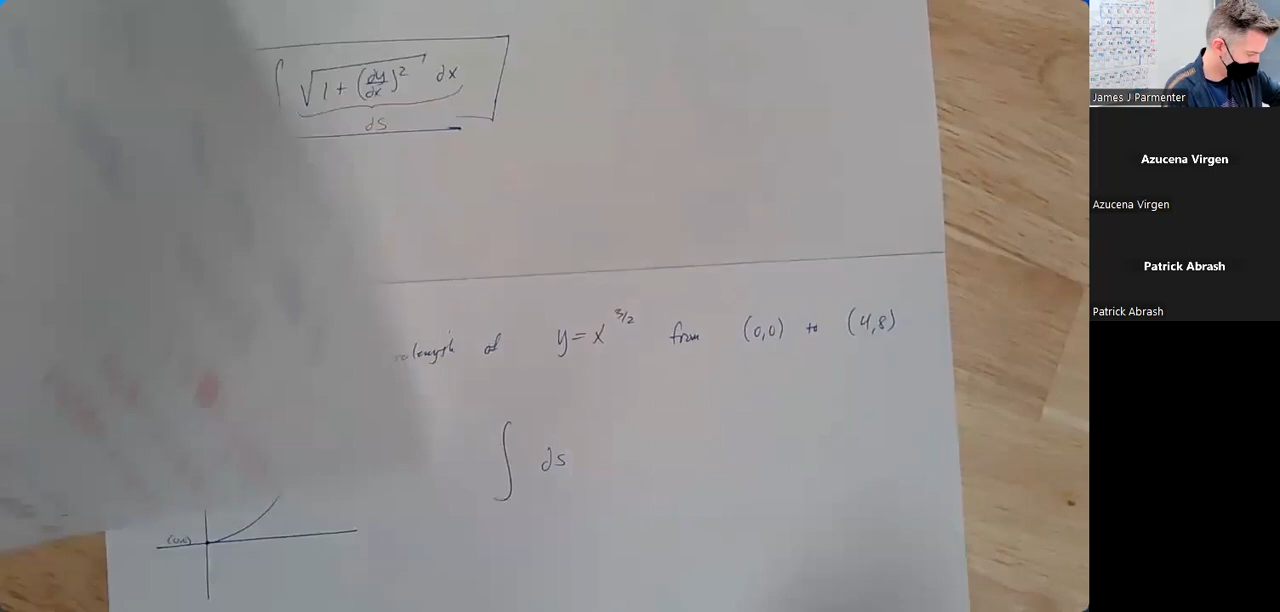 ∫ √(1 + (dy/dx)²) dx
ds
of y = x^(3/2) from (0,0) to (4,8)
∫ ds
(0,0)
James J Parmenter
Azucena Virgen
Azucena Virgen
Patrick Abrash
Patrick Abrash